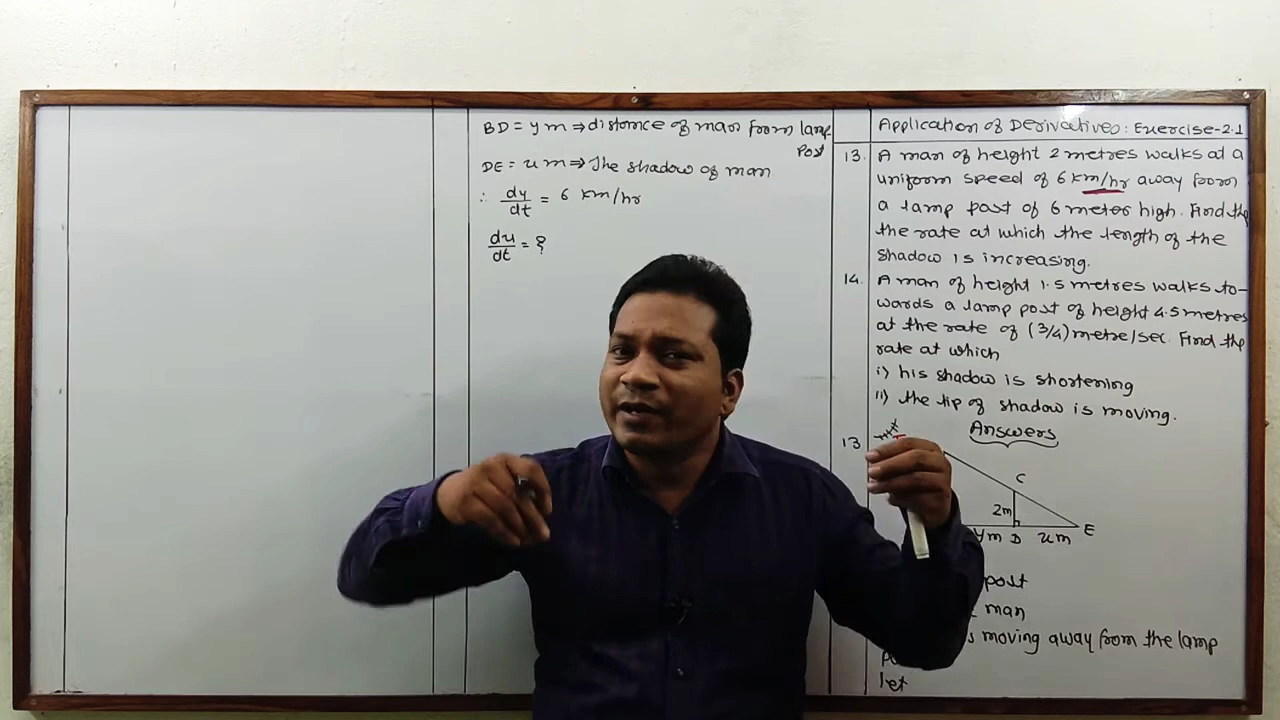 Application of Derivatives: Exercise-2.1
13. A man of height 2 metres walks at a
uniform speed of 6 km/hr away from
a lamp post of 6 meter high. Find the
the rate at which the length of the
shadow is increasing.
14. A man of height 1.5 metres walks to-
wards a lamp post of height 4.5 metres
at the rate of (3/4) metre/sec. Find the
rate at which
i) his shadow is shortening
ii) the tip of shadow is moving.
Answers
13
C
2m
E
ym D xm
post
man
s moving away from the lamp
let
BD = y m ⇒ distance of man from lamp
post
DE = x m ⇒ The shadow of man
∴ dy/dt = 6 km/hr
dx/dt = ?